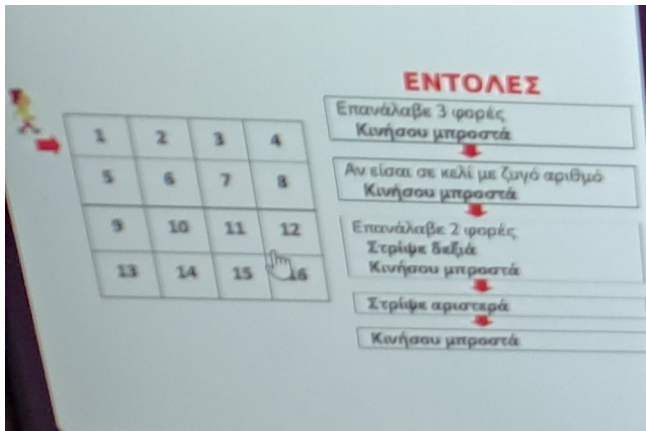 ΕΝΤΟΛΕΣ
Επανάλαβε 3 φορές
Κινήσου μπροστά
Αν είσαι σε κελί με ζυγό αριθμό
Κινήσου μπροστά
Επανάλαβε 2 φορές
Στρίψε δεξιά
Κινήσου μπροστά
Στρίψε αριστερά
Κινήσου μπροστά
1 2 3 4
5 6 7 8
9 10 11 12
13 14 15 16